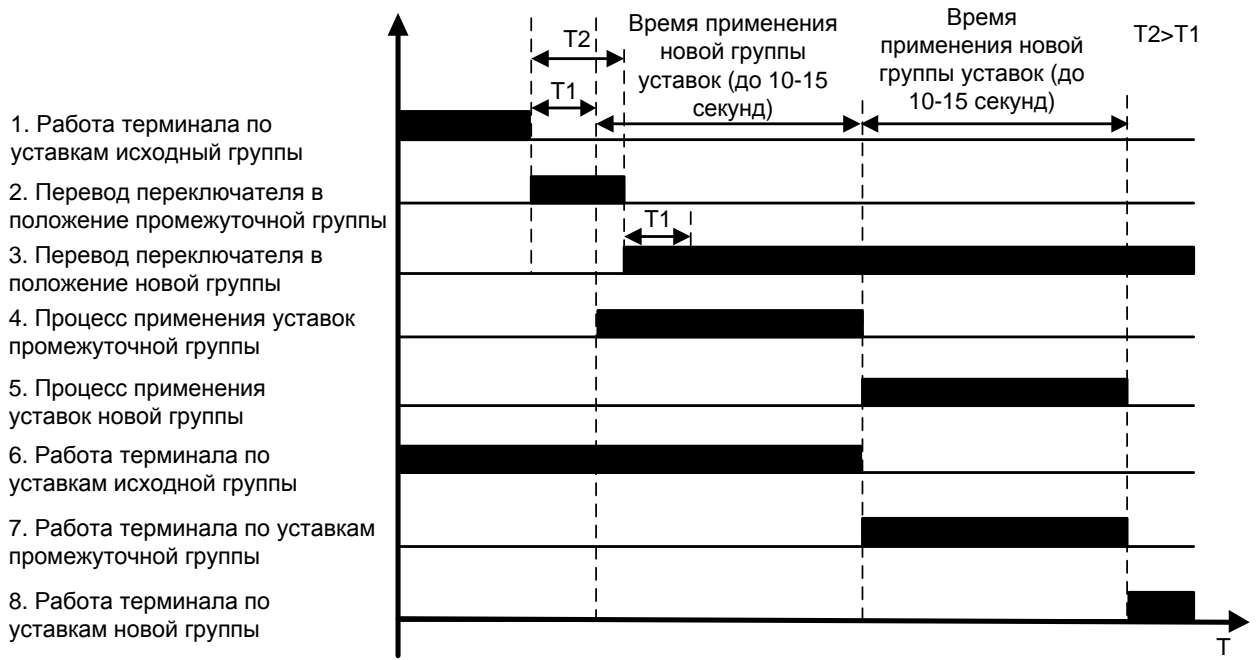 Время применения
новой группы
уставок (до 10-15
секунд)
Время
применения новой
группы уставок (до
10-15 секунд)
T2>T1
T2
T1
1. Работа терминала по
уставкам исходный группы
2. Перевод переключателя в
положение промежуточной группы
T1
3. Перевод переключателя в
положение новой группы
4. Процесс применения уставок
промежуточной группы
5. Процесс применения
уставок новой группы
6. Работа терминала по
уставкам исходной группы
7. Работа терминала по уставкам
промежуточной группы
8. Работа терминала по
уставкам новой группы
T